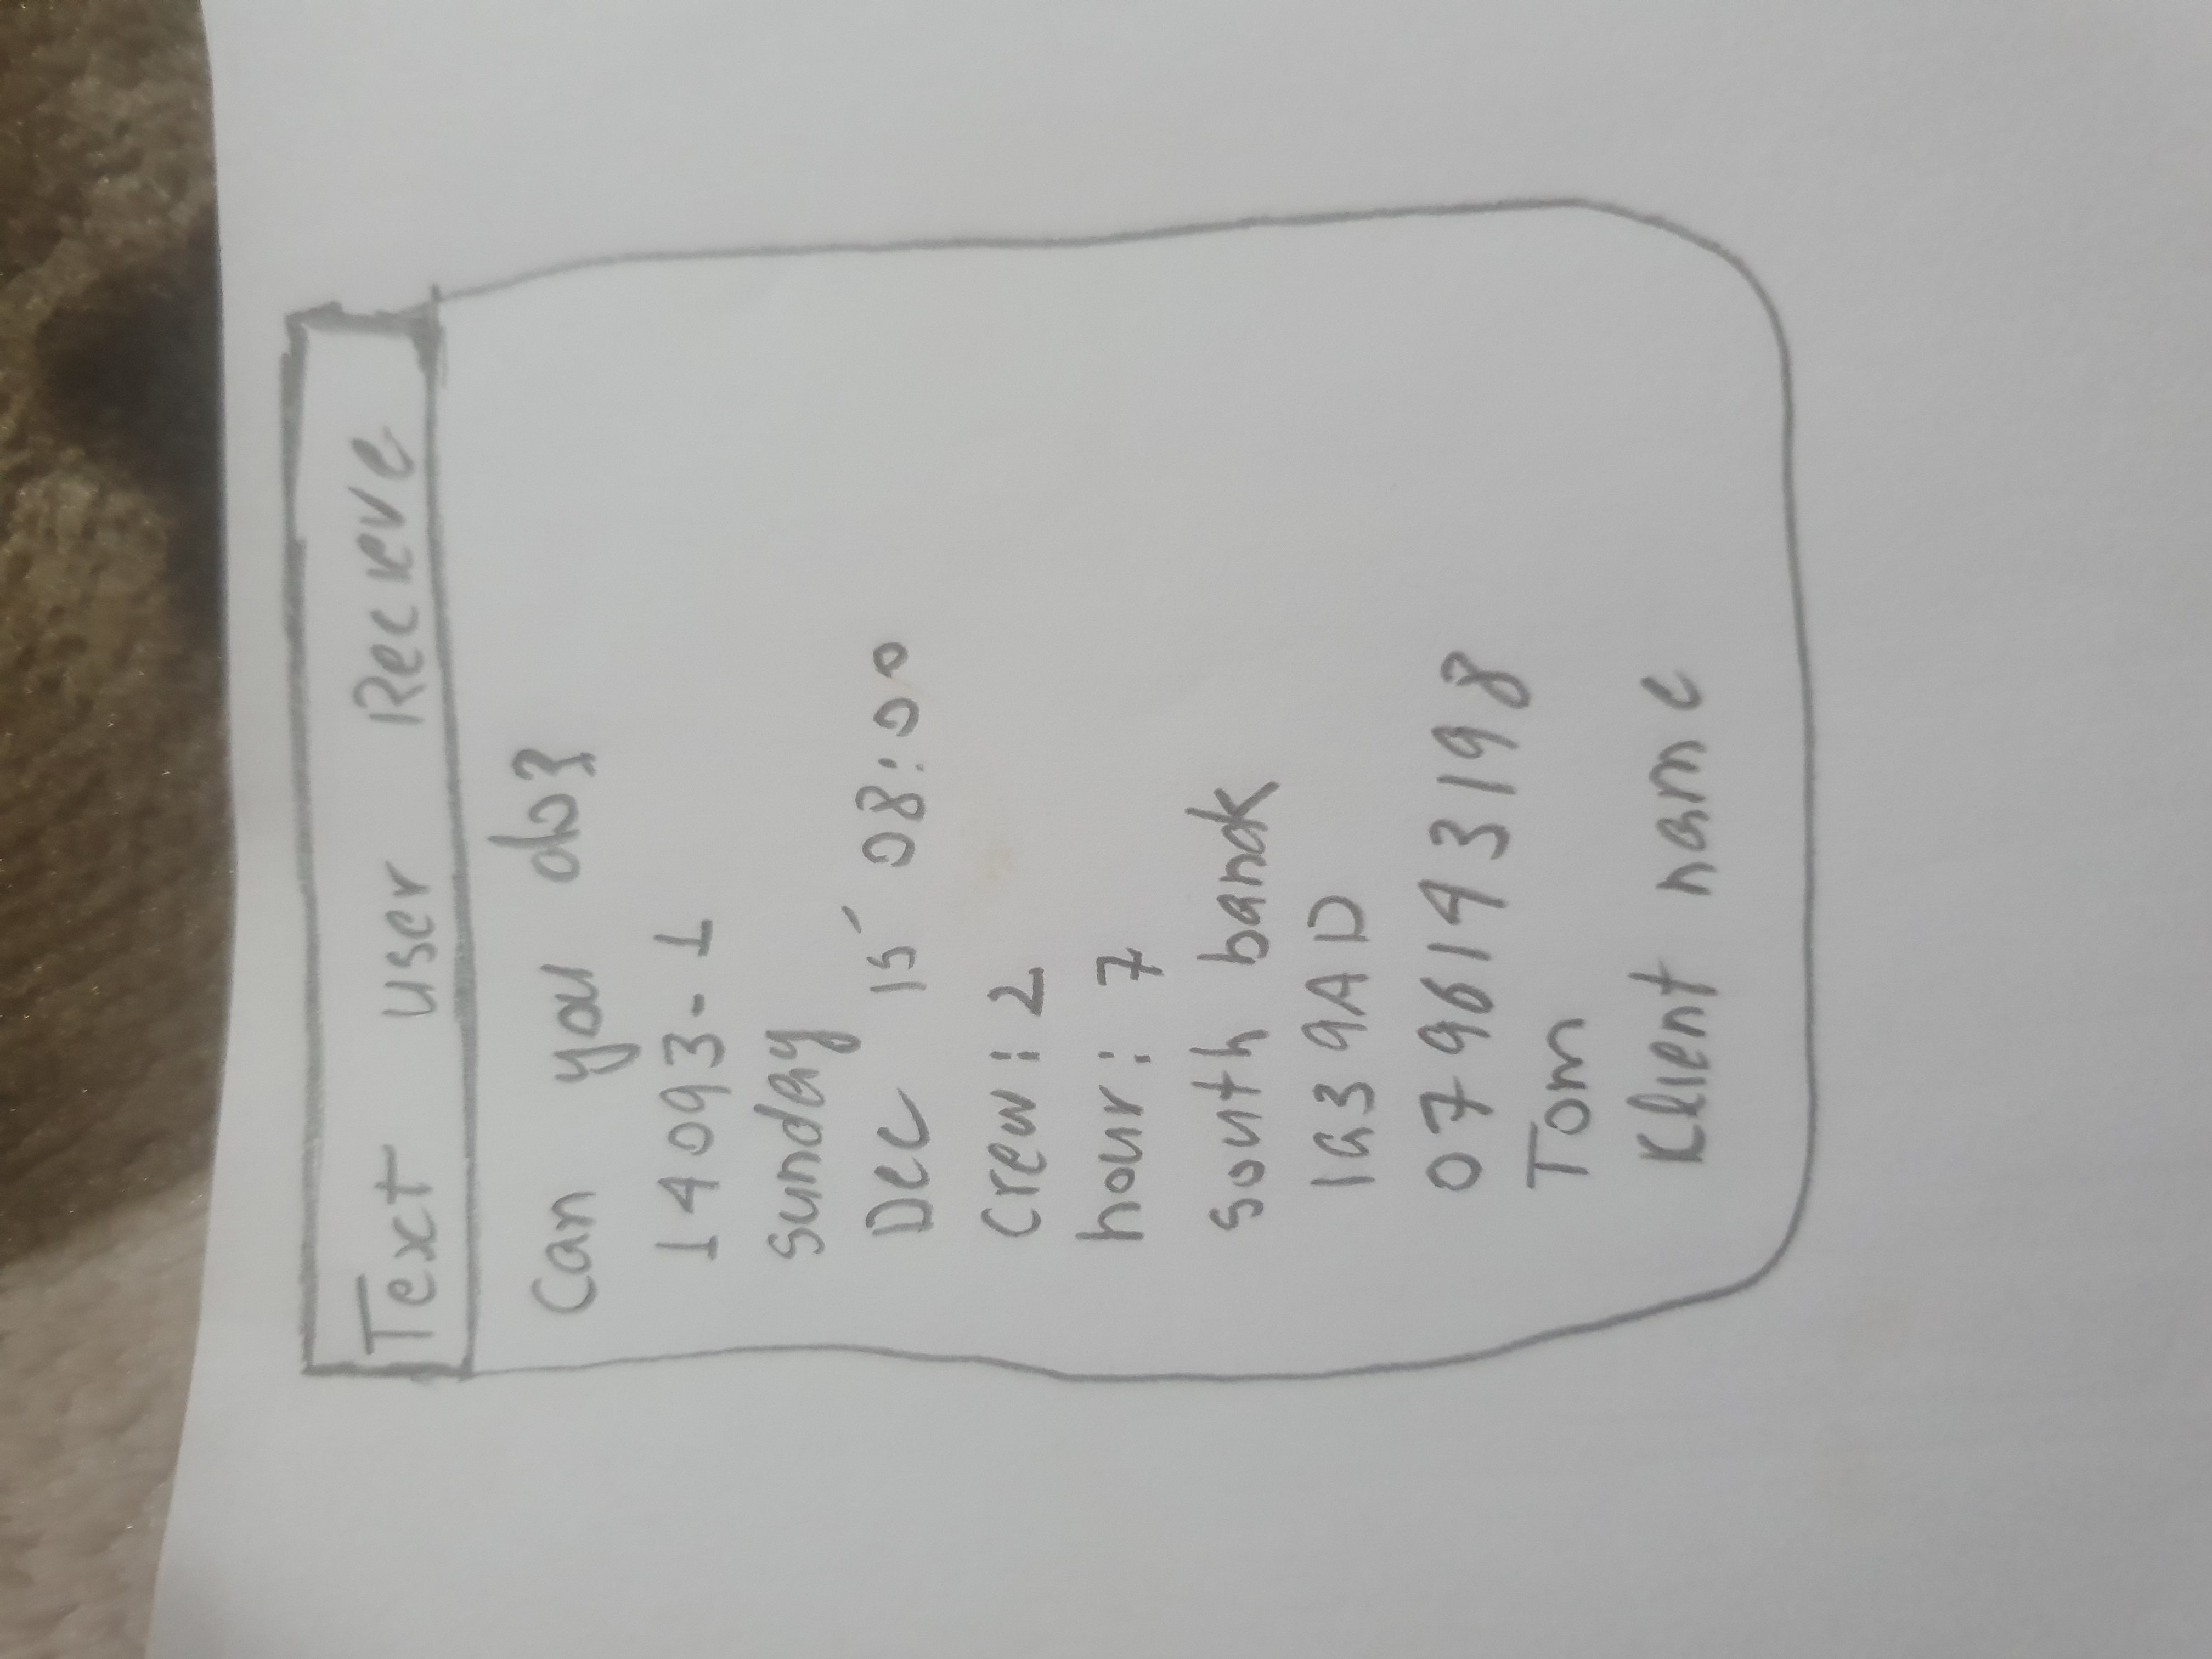 Text user Recieve
Can you do?
14093-1
sunday
Dec 15 08:00
crew: 2
hour: 7
south bank
1G3 9AD
0796143198
Tom
Klient name